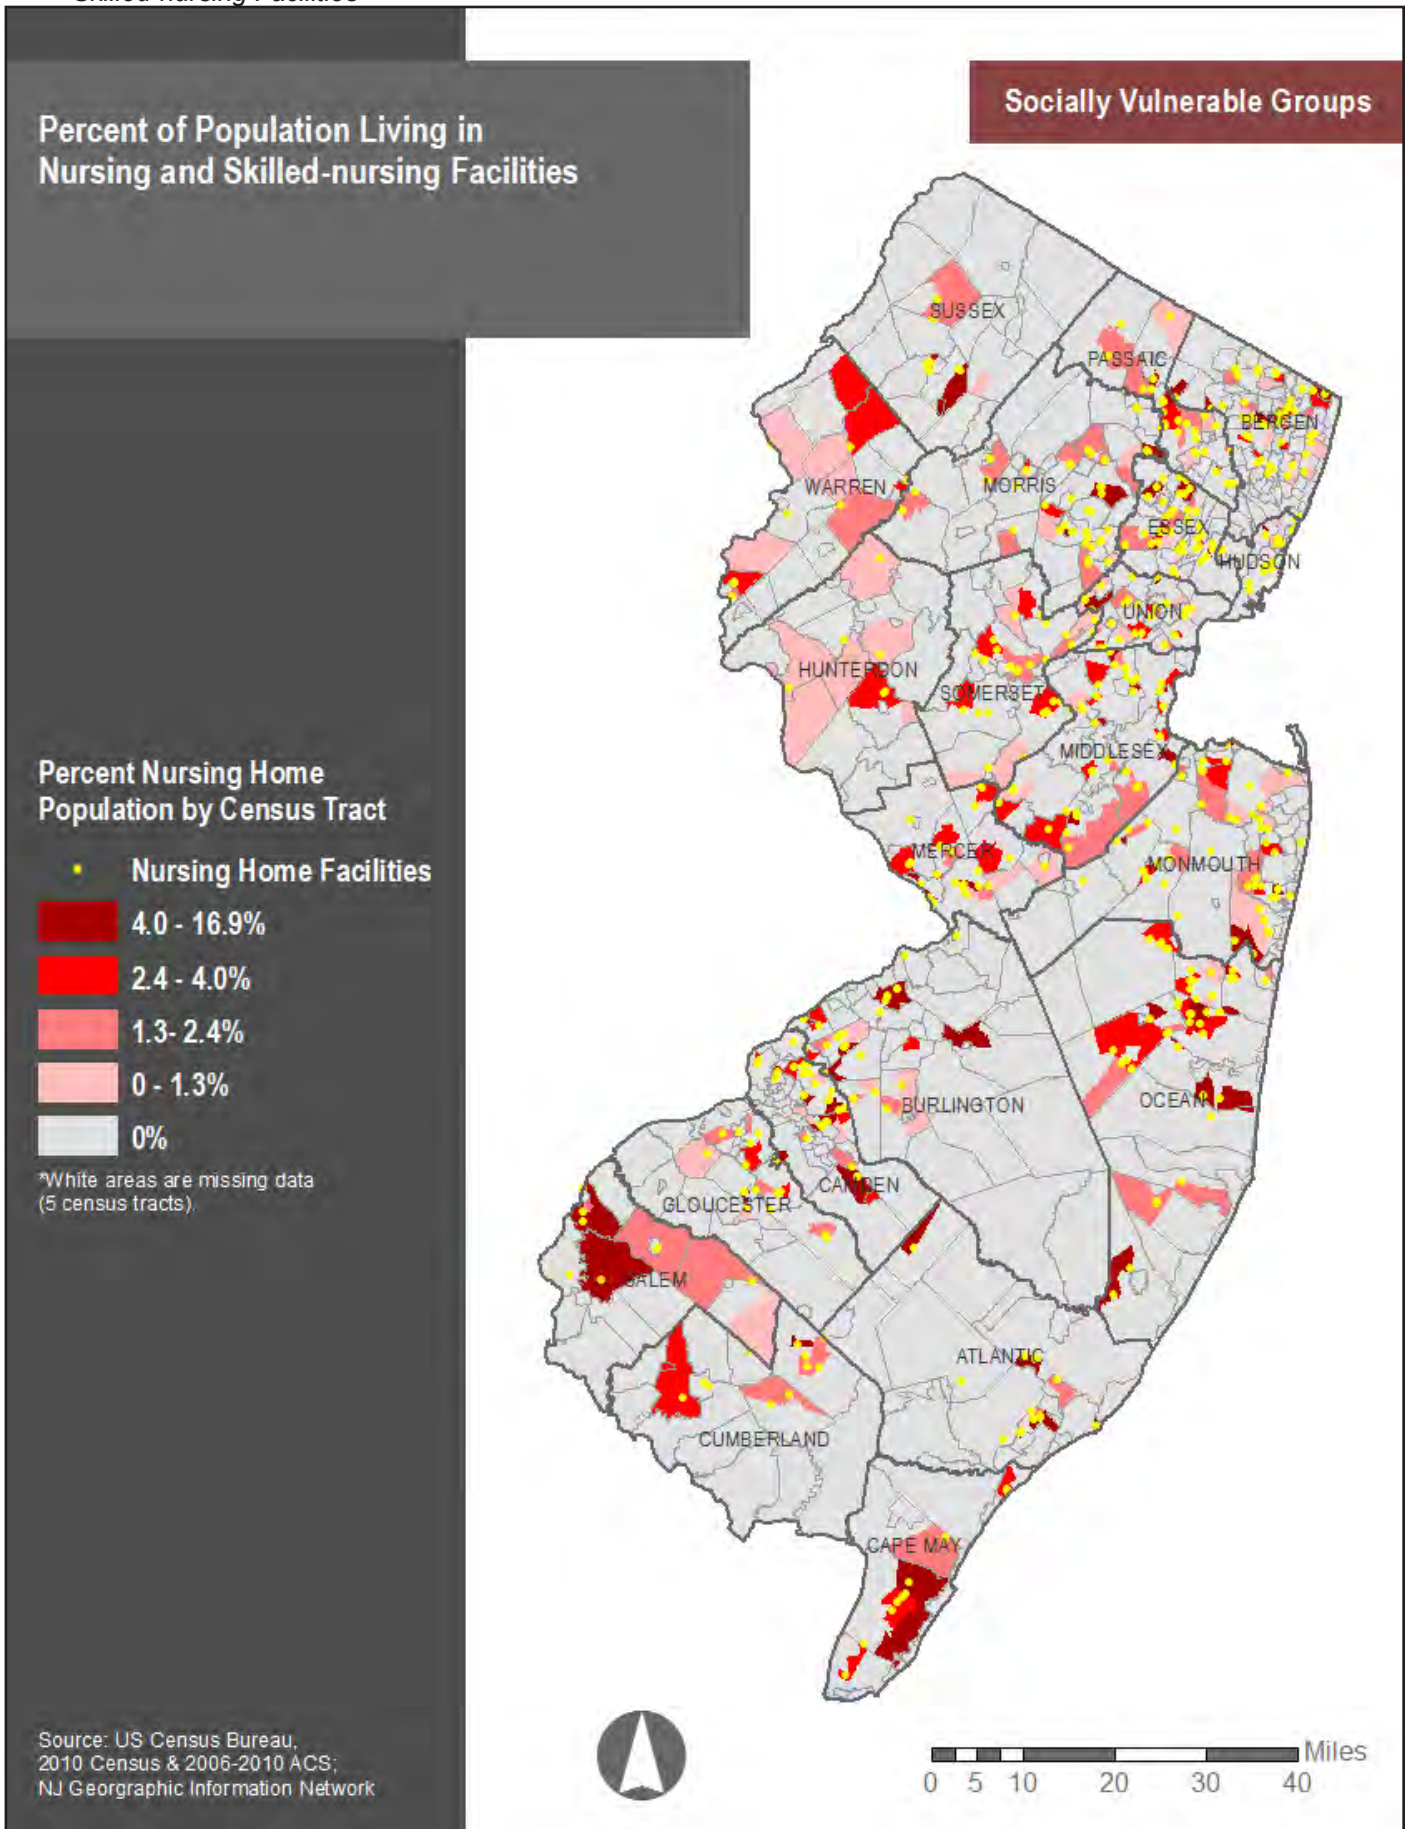 Skilled-nursing Facilities
Percent of Population Living in
Nursing and Skilled-nursing Facilities
Socially Vulnerable Groups
SUSSEX
PASSAIC
BERGEN
WARREN
MORRIS
ESSEX
HUDSON
UNION
HUNTERDON
SOMERSET
MIDDLESEX
MERCER
MONMOUTH
OCEAN
BURLINGTON
CAMDEN
GLOUCESTER
SALEM
ATLANTIC
CUMBERLAND
CAPE MAY
Percent Nursing Home
Population by Census Tract
Nursing Home Facilities
4.0 - 16.9%
2.4 - 4.0%
1.3- 2.4%
0 - 1.3%
0%
*White areas are missing data
(5 census tracts).
Source: US Census Bureau,
2010 Census & 2006-2010 ACS;
NJ Georgraphic Information Network
Miles
0 5 10 20 30 40